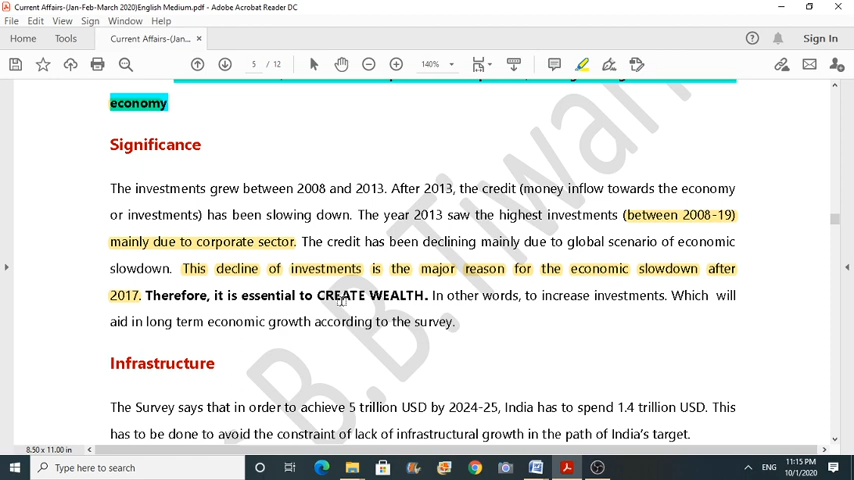 Current Affairs-(Jan-Feb-March 2020)English Medium.pdf - Adobe Acrobat Reader DC
File Edit View Sign Window Help
Home Tools Current Affairs-(Jan-... × Sign In
5 / 12 140%
economy
Significance
The investments grew between 2008 and 2013. After 2013, the credit (money inflow towards the economy
or investments) has been slowing down. The year 2013 saw the highest investments (between 2008-19)
mainly due to corporate sector. The credit has been declining mainly due to global scenario of economic
slowdown. This decline of investments is the major reason for the economic slowdown after
2017. Therefore, it is essential to CREATE WEALTH. In other words, to increase investments. Which will
aid in long term economic growth according to the survey.
Infrastructure
The Survey says that in order to achieve 5 trillion USD by 2024-25, India has to spend 1.4 trillion USD. This
has to be done to avoid the constraint of lack of infrastructural growth in the path of India's target.
B.B.Tiwari
8.50 x 11.00 in
Type here to search
ENG
11:15 PM
10/1/2020